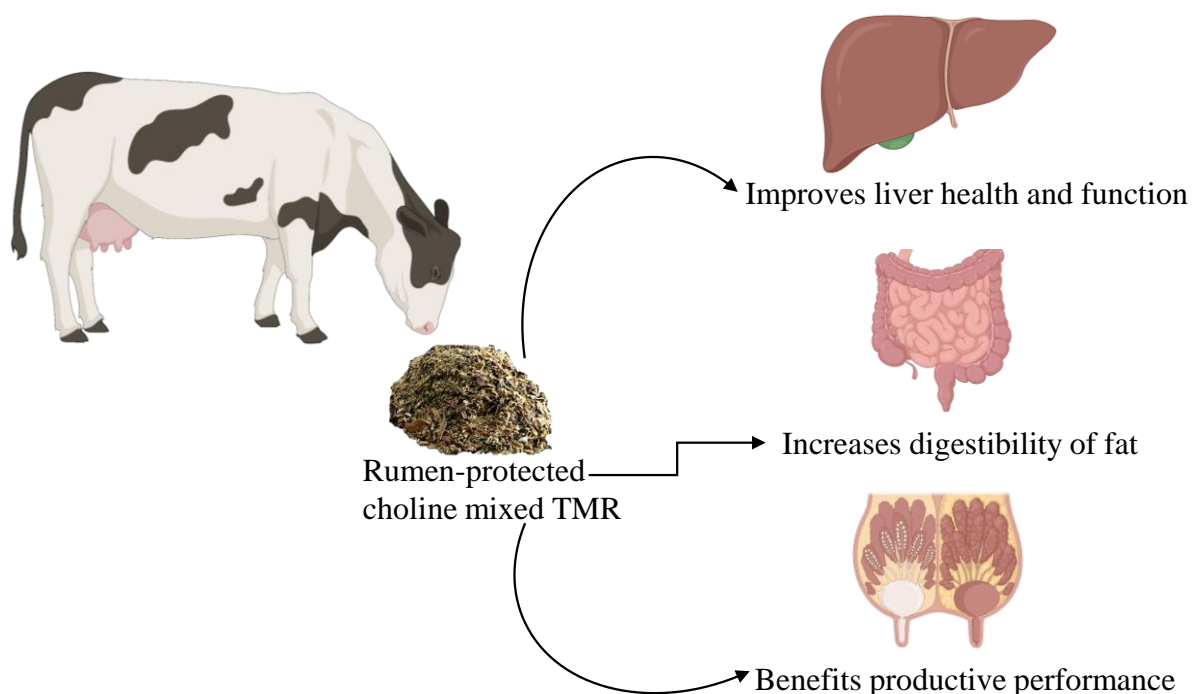 Improves liver health and function
Increases digestibility of fat
Rumen-protected
choline mixed TMR
Benefits productive performance